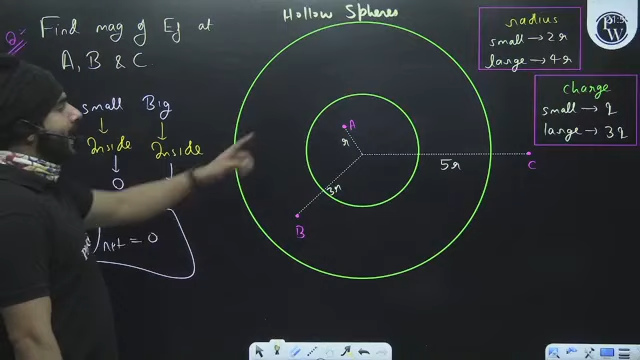 Q:- Find mag of Ef at
A, B & C.
Hollow Spheres
radius
small → 2r
large → 4r
PW
charge
small → q
large → 3q
small Big
Inside Inside
0
net = 0
A
r
3r
B
5r
C